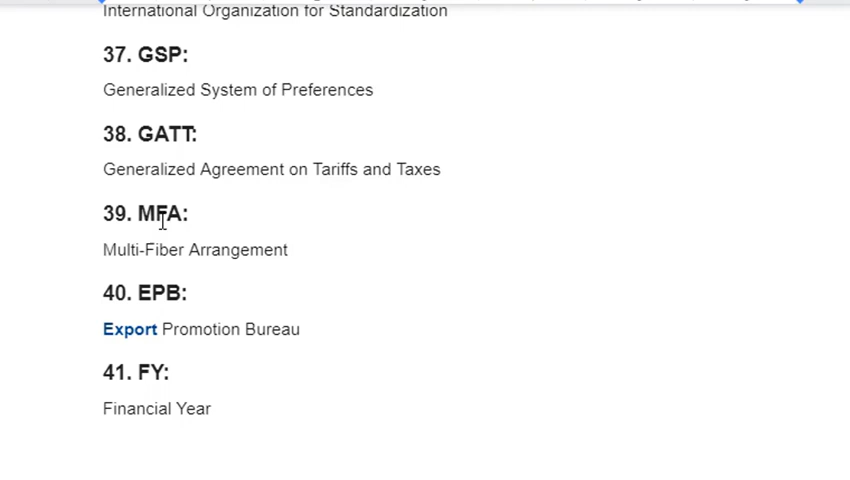 International Organization for Standardization
37. GSP:
Generalized System of Preferences
38. GATT:
Generalized Agreement on Tariffs and Taxes
39. MFA:
Multi-Fiber Arrangement
40. EPB:
Export Promotion Bureau
41. FY:
Financial Year